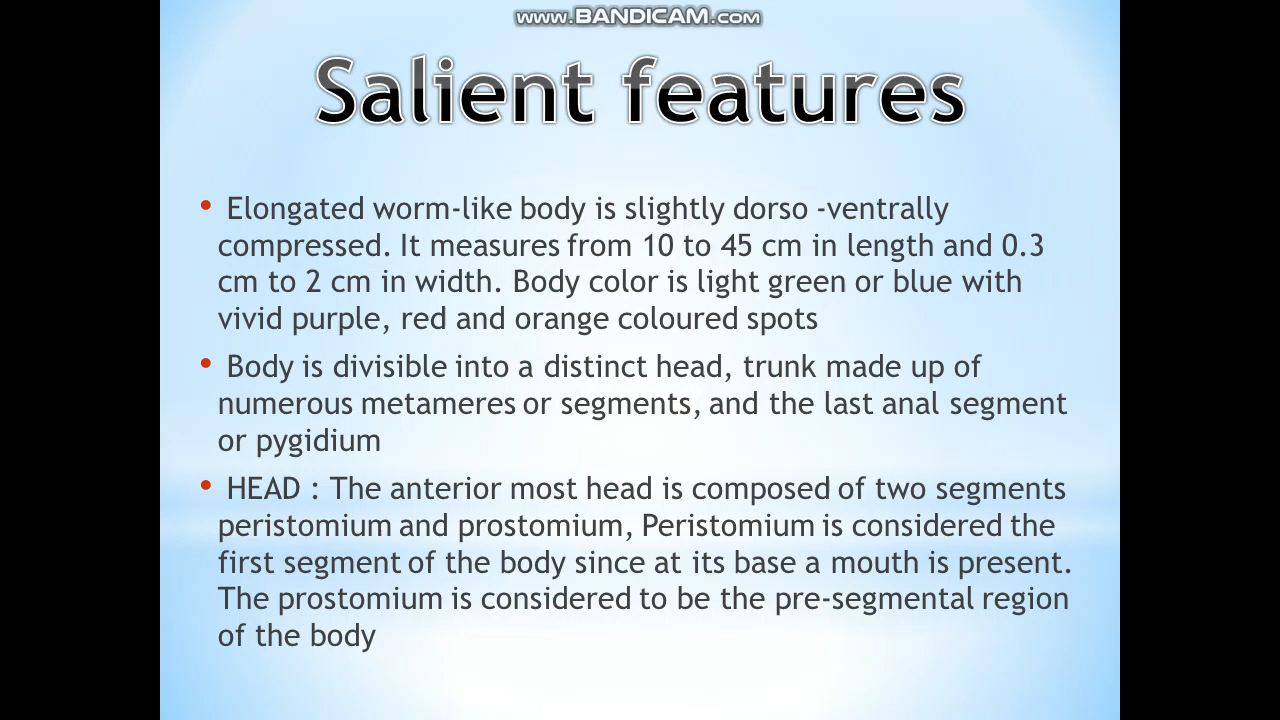 www.BANDICAM.com
Salient features
• Elongated worm-like body is slightly dorso -ventrally
compressed. It measures from 10 to 45 cm in length and 0.3
cm to 2 cm in width. Body color is light green or blue with
vivid purple, red and orange coloured spots
• Body is divisible into a distinct head, trunk made up of
numerous metameres or segments, and the last anal segment
or pygidium
• HEAD : The anterior most head is composed of two segments
peristomium and prostomium, Peristomium is considered the
first segment of the body since at its base a mouth is present.
The prostomium is considered to be the pre-segmental region
of the body